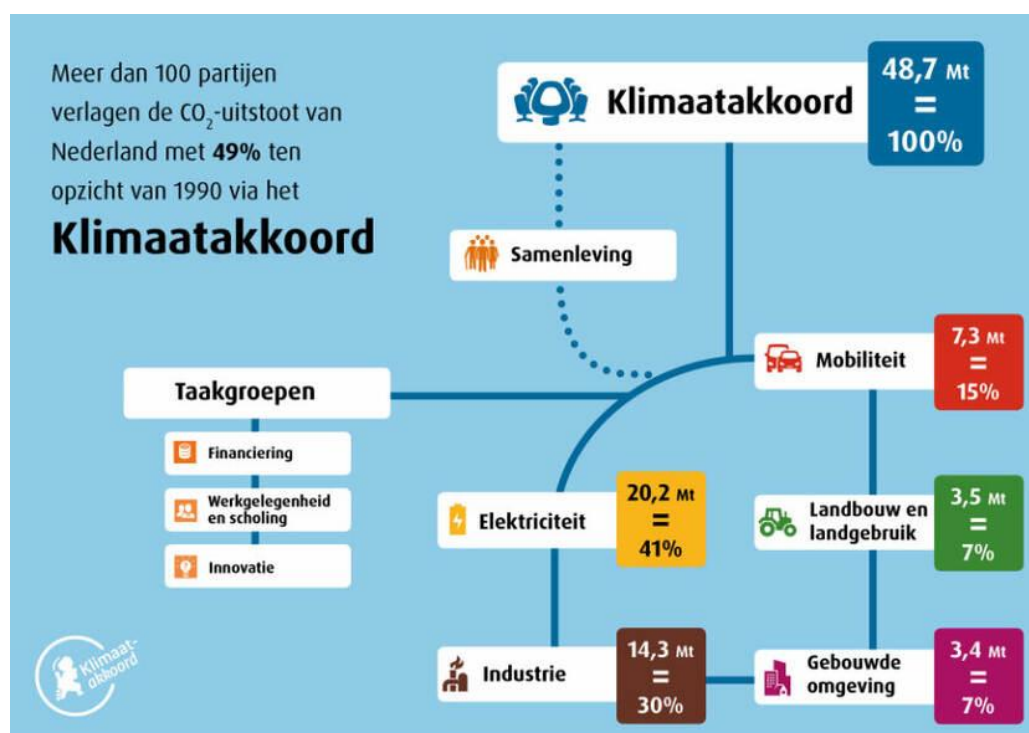 Meer dan 100 partijen
verlagen de CO₂-uitstoot van
Nederland met 49% ten
opzicht van 1990 via het
Klimaatakkoord
Klimaatakkoord
48,7 Mt
=
100%
Samenleving
Mobiliteit
7,3 Mt
=
15%
Taakgroepen
Financiering
Werkgelegenheid
en scholing
Innovatie
Elektriciteit
20,2 Mt
=
41%
Landbouw en
landgebruik
3,5 Mt
=
7%
Industrie
14,3 Mt
=
30%
Gebouwde
omgeving
3,4 Mt
=
7%
Klimaat-
akkoord